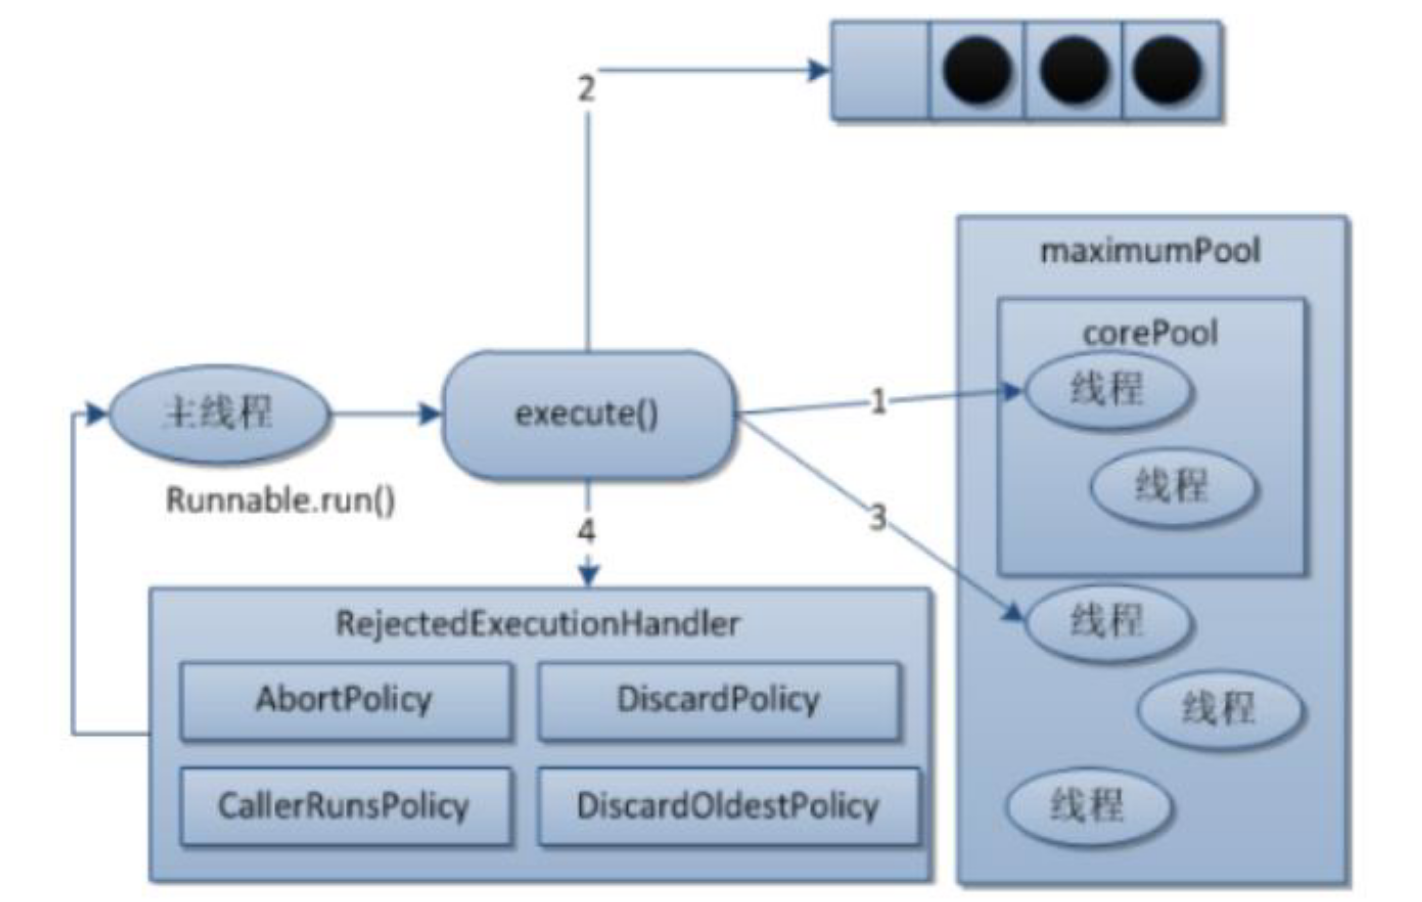 2
maximumPool
corePool
线程
1
主线程
execute()
线程
Runnable.run()
3
4
RejectedExecutionHandler
线程
AbortPolicy
DiscardPolicy
线程
CallerRunsPolicy
DiscardOldestPolicy
线程